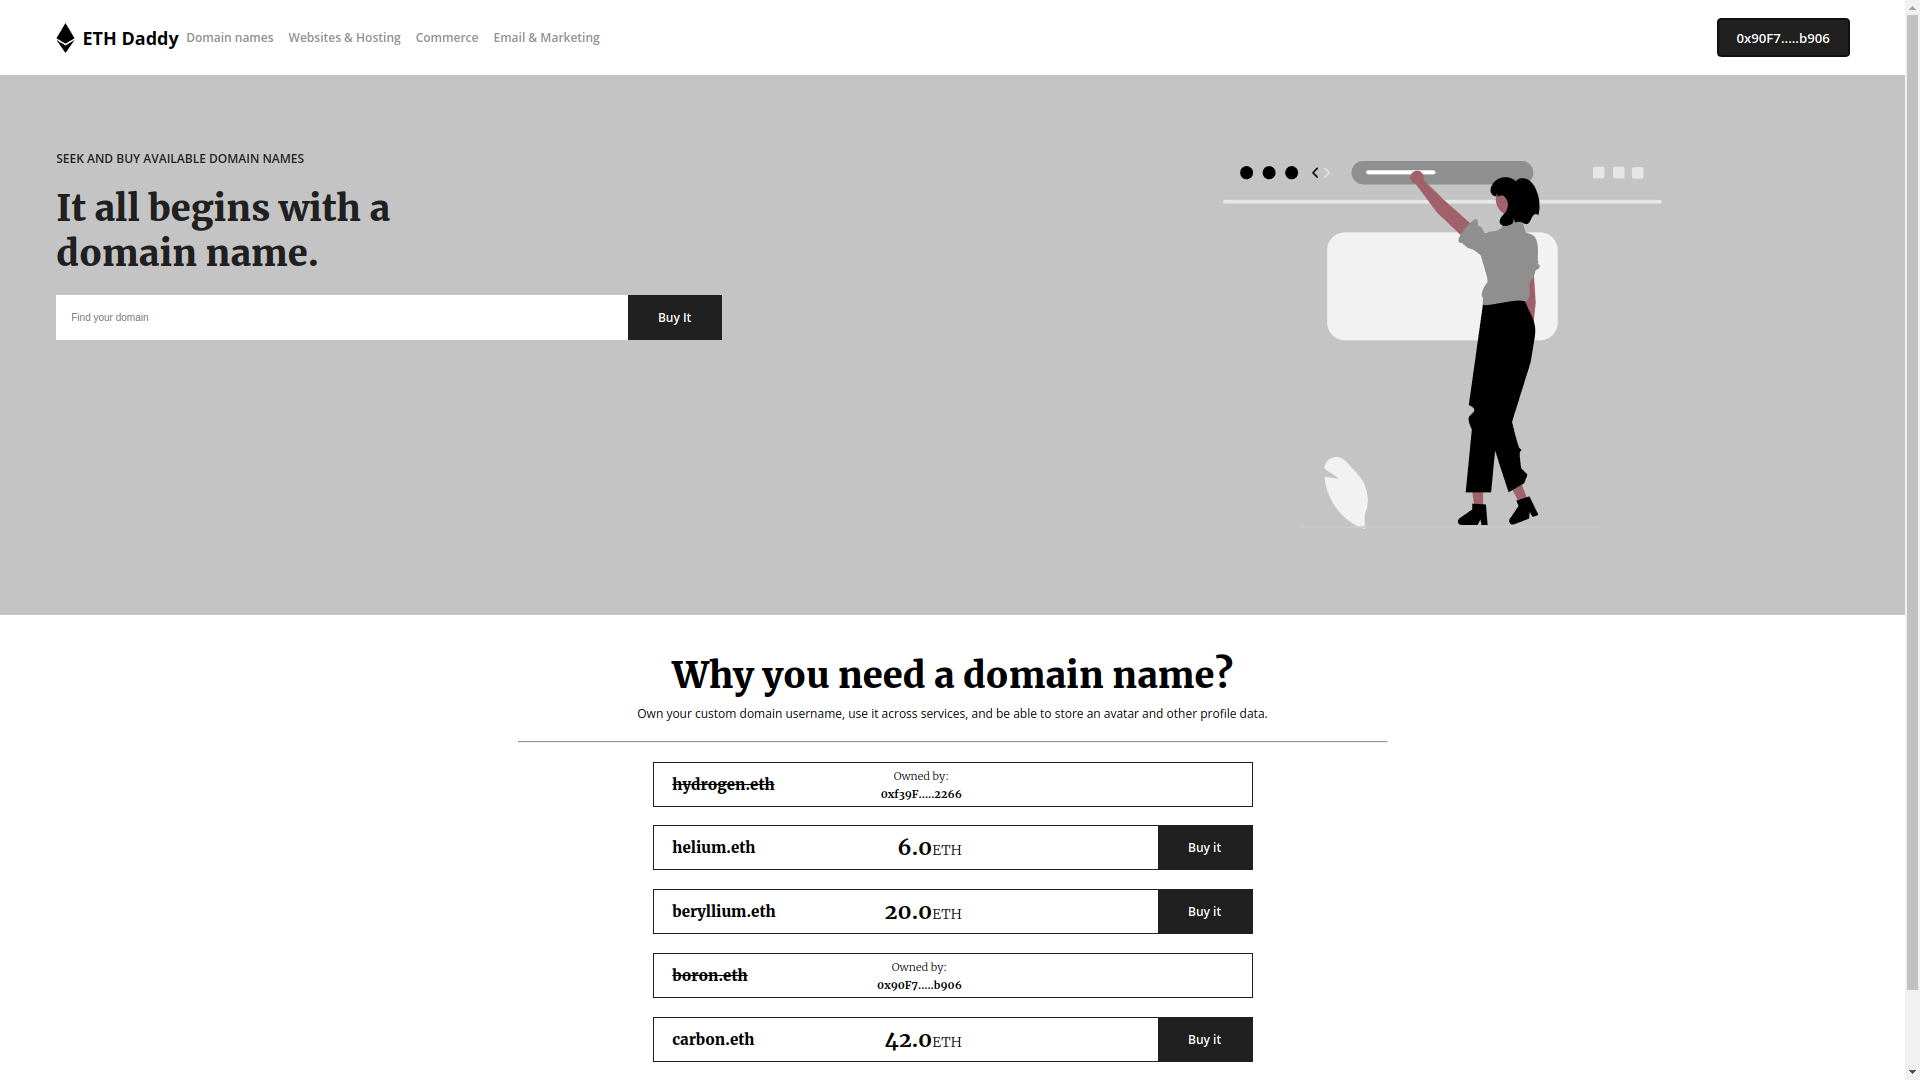 ETH Daddy
Domain names
Websites & Hosting
Commerce
Email & Marketing
0x90F7.....b906
SEEK AND BUY AVAILABLE DOMAIN NAMES
It all begins with a
domain name.
Find your domain
Buy It
Why you need a domain name?
Own your custom domain username, use it across services, and be able to store an avatar and other profile data.
hydrogen.eth
Owned by:
0xf39F.....2266
helium.eth
6.0ETH
Buy it
beryllium.eth
20.0ETH
Buy it
boron.eth
Owned by:
0x90F7.....b906
carbon.eth
42.0ETH
Buy it